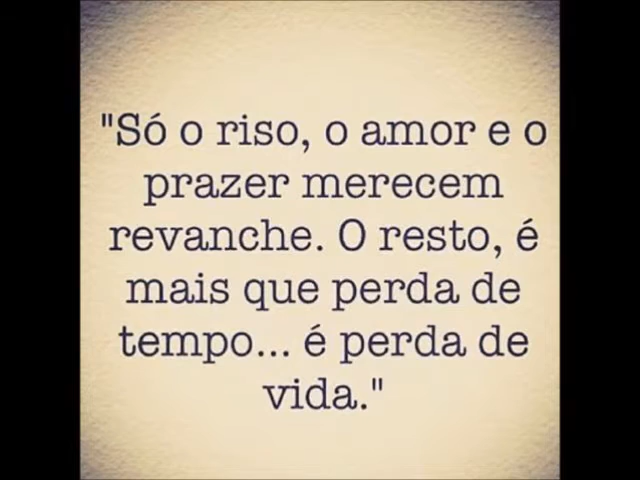 "Só o riso, o amor e o
prazer merecem
revanche. O resto, é
mais que perda de
tempo... é perda de
vida."